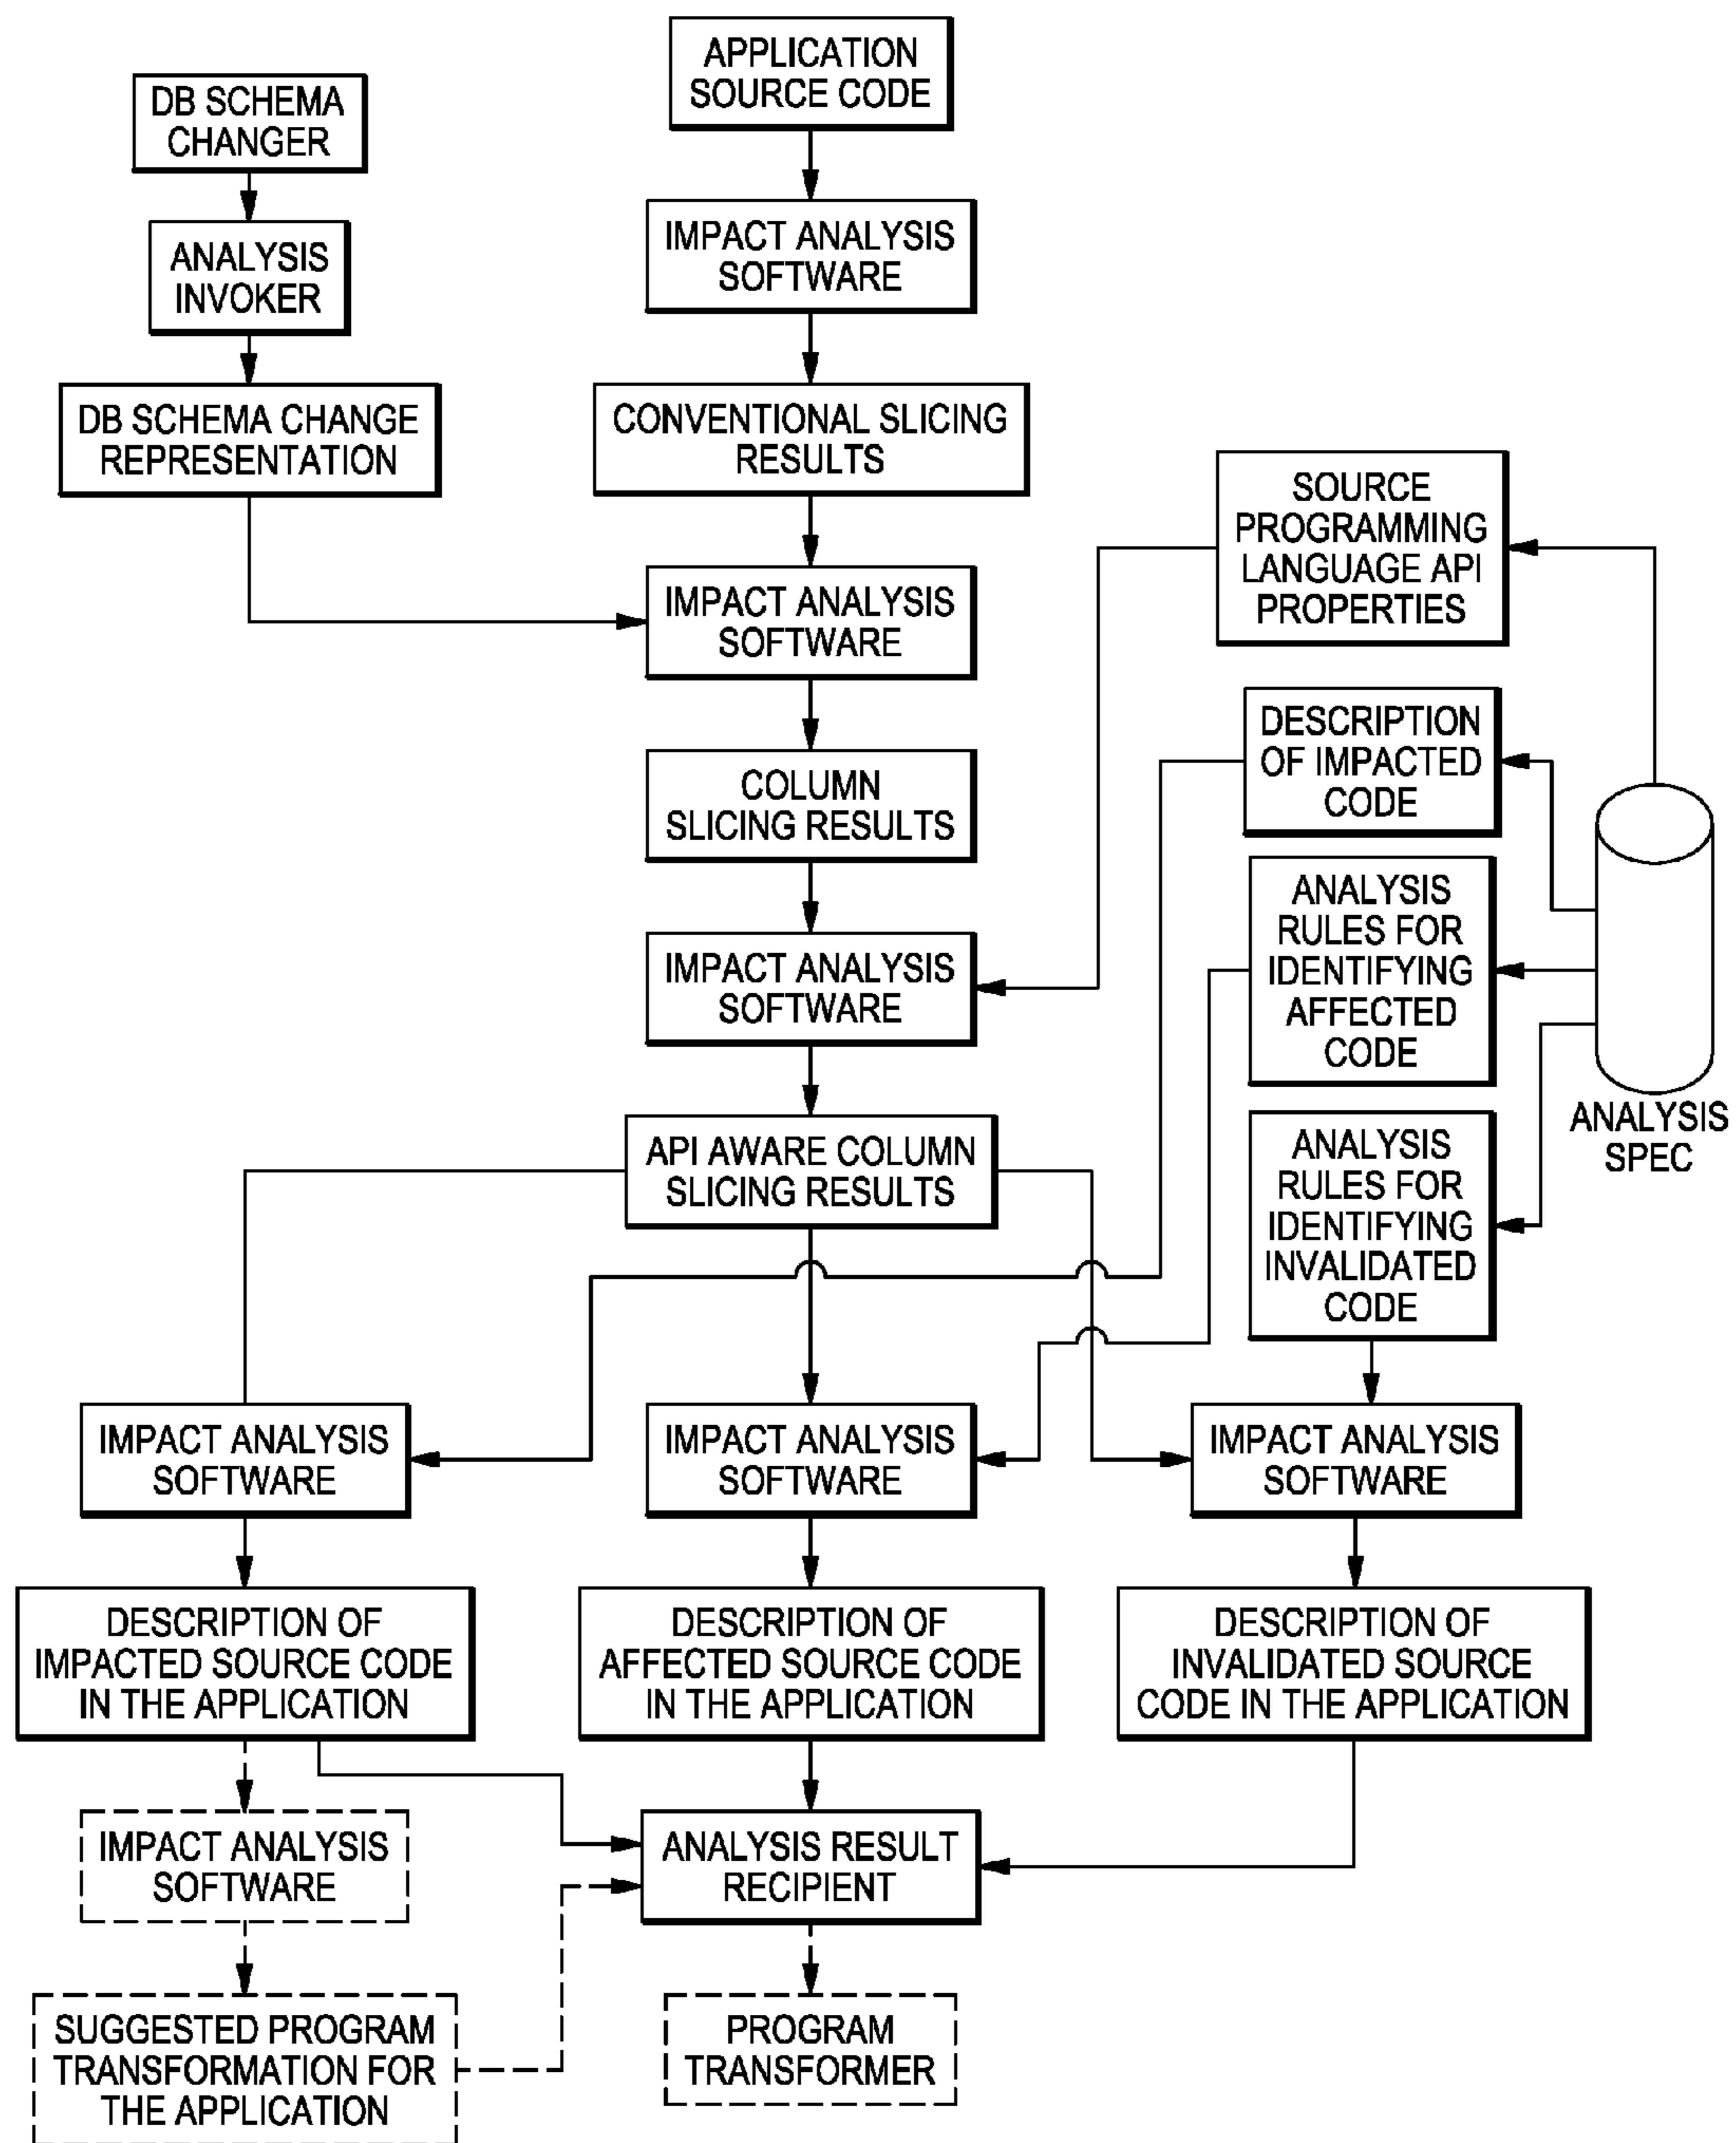 APPLICATION
SOURCE CODE
DB SCHEMA
CHANGER
IMPACT ANALYSIS
SOFTWARE
ANALYSIS
INVOKER
DB SCHEMA CHANGE
REPRESENTATION
CONVENTIONAL SLICING
RESULTS
SOURCE
PROGRAMMING
LANGUAGE API
PROPERTIES
IMPACT ANALYSIS
SOFTWARE
DESCRIPTION
OF IMPACTED
CODE
COLUMN
SLICING RESULTS
ANALYSIS
RULES FOR
IDENTIFYING
AFFECTED
CODE
IMPACT ANALYSIS
SOFTWARE
ANALYSIS
SPEC
API AWARE COLUMN
SLICING RESULTS
ANALYSIS
RULES FOR
IDENTIFYING
INVALIDATED
CODE
IMPACT ANALYSIS
SOFTWARE
IMPACT ANALYSIS
SOFTWARE
IMPACT ANALYSIS
SOFTWARE
DESCRIPTION OF
IMPACTED SOURCE CODE
IN THE APPLICATION
DESCRIPTION OF
AFFECTED SOURCE CODE
IN THE APPLICATION
DESCRIPTION OF
INVALIDATED SOURCE
CODE IN THE APPLICATION
IMPACT ANALYSIS
SOFTWARE
ANALYSIS RESULT
RECIPIENT
SUGGESTED PROGRAM
TRANSFORMATION FOR
THE APPLICATION
PROGRAM
TRANSFORMER